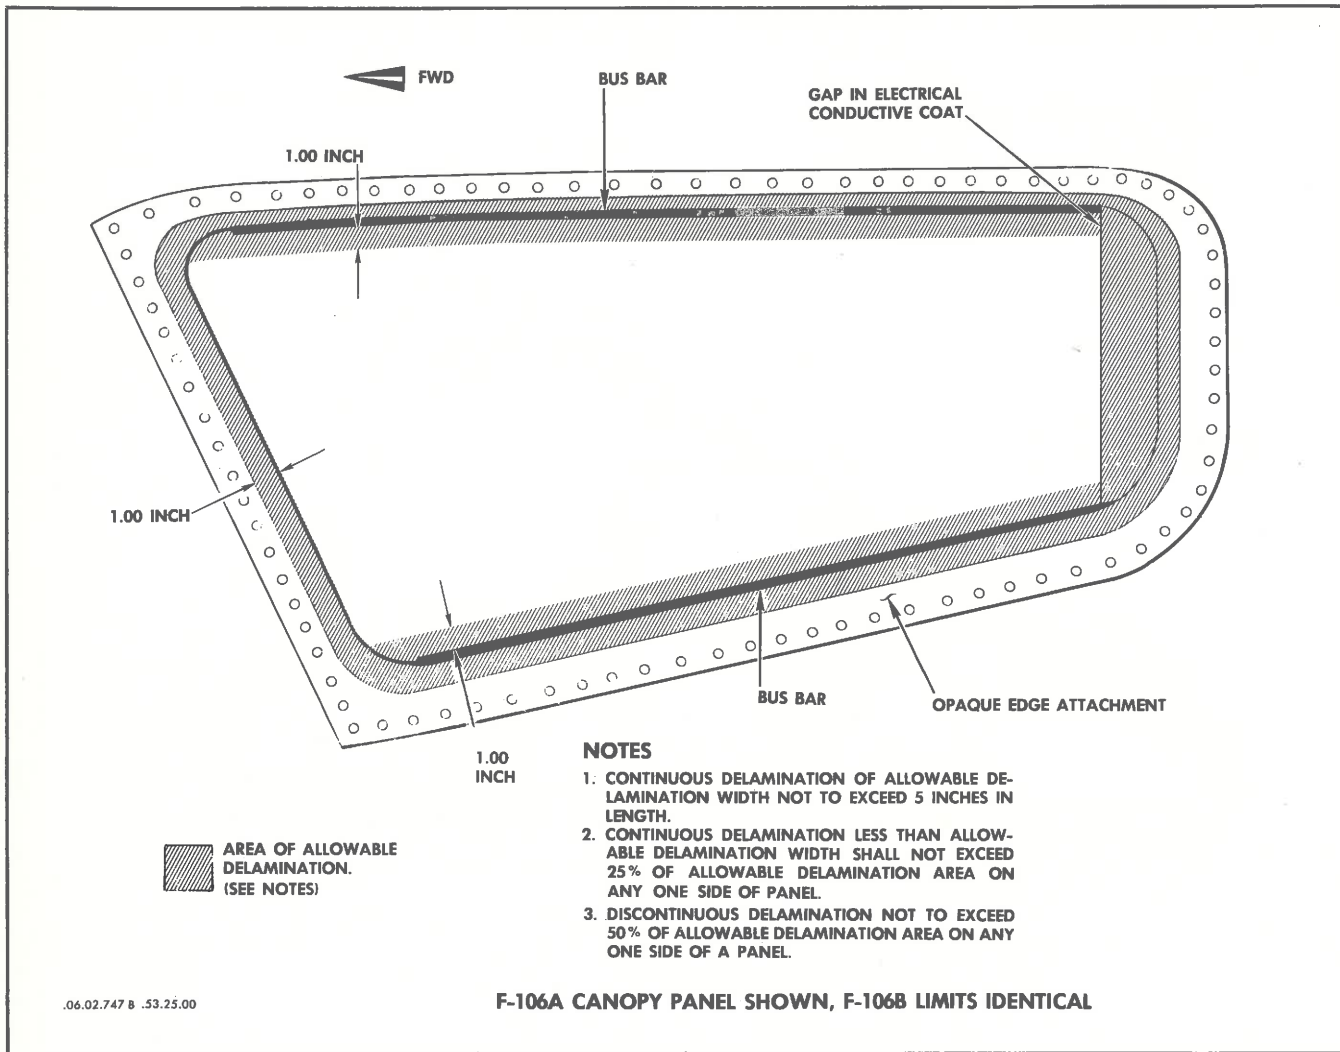 FWD
BUS BAR
GAP IN ELECTRICAL
CONDUCTIVE COAT
1.00 INCH
1.00 INCH
BUS BAR
OPAQUE EDGE ATTACHMENT
1.00
INCH
NOTES
1. CONTINUOUS DELAMINATION OF ALLOWABLE DE-
LAMINATION WIDTH NOT TO EXCEED 5 INCHES IN
LENGTH.
2. CONTINUOUS DELAMINATION LESS THAN ALLOW-
ABLE DELAMINATION WIDTH SHALL NOT EXCEED
25% OF ALLOWABLE DELAMINATION AREA ON
ANY ONE SIDE OF PANEL.
3. DISCONTINUOUS DELAMINATION NOT TO EXCEED
50% OF ALLOWABLE DELAMINATION AREA ON ANY
ONE SIDE OF A PANEL.
AREA OF ALLOWABLE
DELAMINATION.
(SEE NOTES)
.06.02.747 B .53.25.00
F-106A CANOPY PANEL SHOWN, F-106B LIMITS IDENTICAL